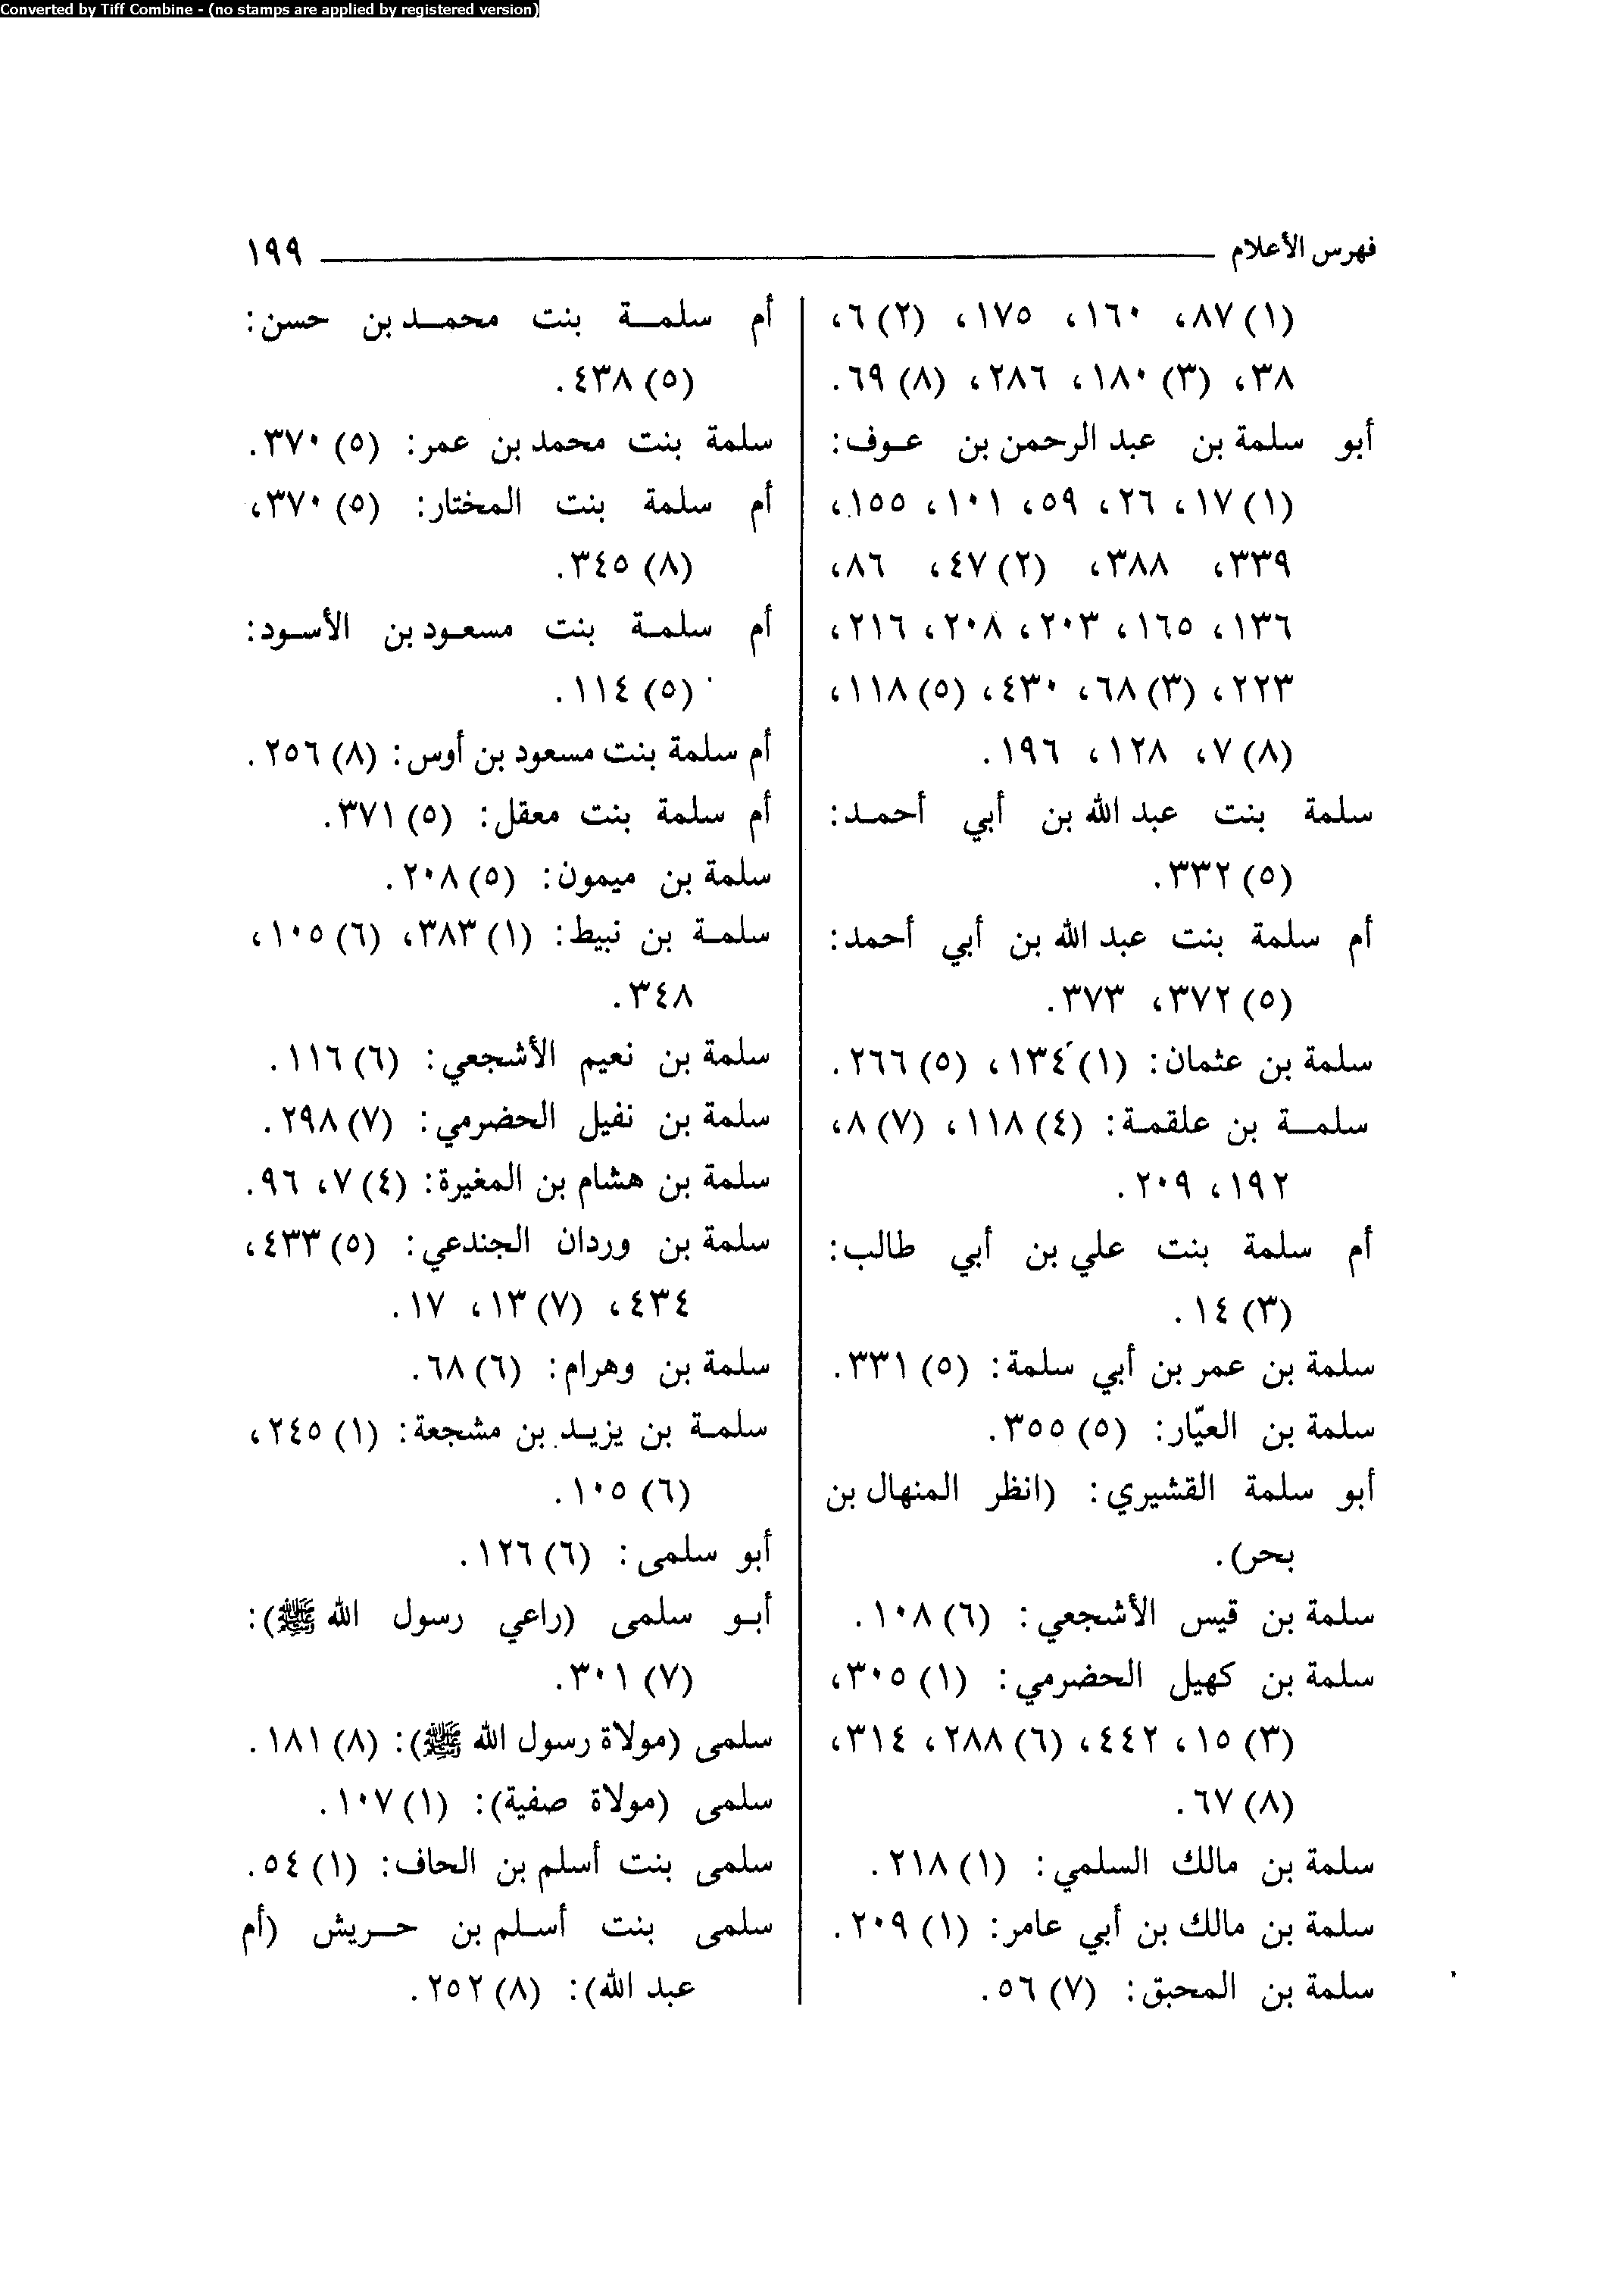 Converted by Tiff Combine - (no stamps are applied by registered version)
فهرس الأعلام ١٩٩
(١) ٨٧، ١٦٠، ١٧٥، (٢) ٦،
٣٨، (٣) ١٨٠، ٢٨٦، (٨) ٦٩.
أبو سلمة بن عبد الرحمن بن عوف:
(١) ١٧، ٢٦، ٥٩، ١٠١، ١٥٥،
٣٣٩، ٣٨٨، (٢) ٤٧، ٨٦،
١٣٦، ١٦٥، ٢٠٣، ٢٠٨، ٢١٦،
٢٢٣، (٣) ٦٨، ٤٣٠، (٥) ١١٨،
(٨) ٧، ١٢٨، ١٩٦.
سلمة بنت عبد الله بن أبي أحمد:
(٥) ٣٣٢.
أم سلمة بنت عبد الله بن أبي أحمد:
(٥) ٣٧٢، ٣٧٣.
سلمة بن عثمان: (١) ١٣٤، (٥) ٢٦٦.
سلمة بن علقمة: (٤) ١١٨، (٧) ٨،
١٩٢، ٢٠٩.
أم سلمة بنت علي بن أبي طالب:
(٣) ١٤.
سلمة بن عمر بن أبي سلمة: (٥) ٣٣١.
سلمة بن العيّار: (٥) ٣٥٥.
أبو سلمة القشيري: (انظر المنهال بن
بحر).
سلمة بن قيس الأشجعي: (٦) ١٠٨.
سلمة بن كهيل الحضرمي: (١) ٣٠٥،
(٣) ١٥، ٤٤٢، (٦) ٢٨٨، ٣١٤،
(٨) ٦٧.
سلمة بن مالك السلمي: (١) ٢١٨.
سلمة بن مالك بن أبي عامر: (١) ٢٠٩.
سلمة بن المحبق: (٧) ٥٦.
أم سلمة بنت محمد بن حسن:
(٥) ٤٣٨.
سلمة بنت محمد بن عمر: (٥) ٣٧٠.
أم سلمة بنت المختار: (٥) ٣٧٠،
(٨) ٣٤٥.
أم سلمة بنت مسعود بن الأسود:
(٥) ١١٤.
أم سلمة بنت مسعود بن أوس: (٨) ٢٥٦.
أم سلمة بنت معقل: (٥) ٣٧١.
سلمة بن ميمون: (٥) ٢٠٨.
سلمة بن نبيط: (١) ٣٨٣، (٦) ١٠٥،
٣٤٨.
سلمة بن نعيم الأشجعي: (٦) ١١٦.
سلمة بن نفيل الحضرمي: (٧) ٢٩٨.
سلمة بن هشام بن المغيرة: (٤) ٧، ٩٦.
سلمة بن وردان الجندعي: (٥) ٤٣٣،
٤٣٤، (٧) ١٣، ١٧.
سلمة بن وهرام: (٦) ٦٨.
سلمة بن يزيد بن مشجعة: (١) ٢٤٥،
(٦) ١٠٥.
أبو سلمى: (٦) ١٢٦.
أبو سلمى (راعي رسول الله ﷺ):
(٧) ٣٠١.
سلمى (مولاة رسول الله ﷺ): (٨) ١٨١.
سلمى (مولاة صفية): (١) ١٠٧.
سلمى بنت أسلم بن الحاف: (١) ٥٤.
سلمى بنت أسلم بن حريش (أم
عبد الله): (٨) ٢٥٢.